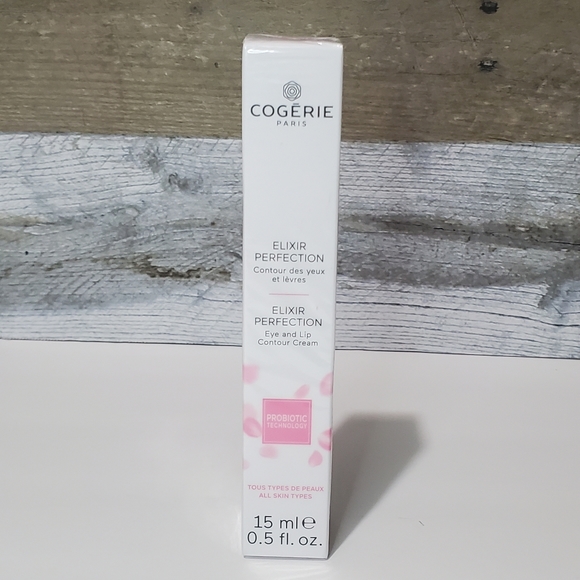 COGĒRIE
PARIS
ELIXIR
PERFECTION
Contour des yeux
et lèvres
ELIXIR
PERFECTION
Eye and Lip
Contour Cream
PROBIOTIC
TECHNOLOGY
TOUS TYPES DE PEAUX
ALL SKIN TYPES
15 ml ℮
0.5 fl. oz.